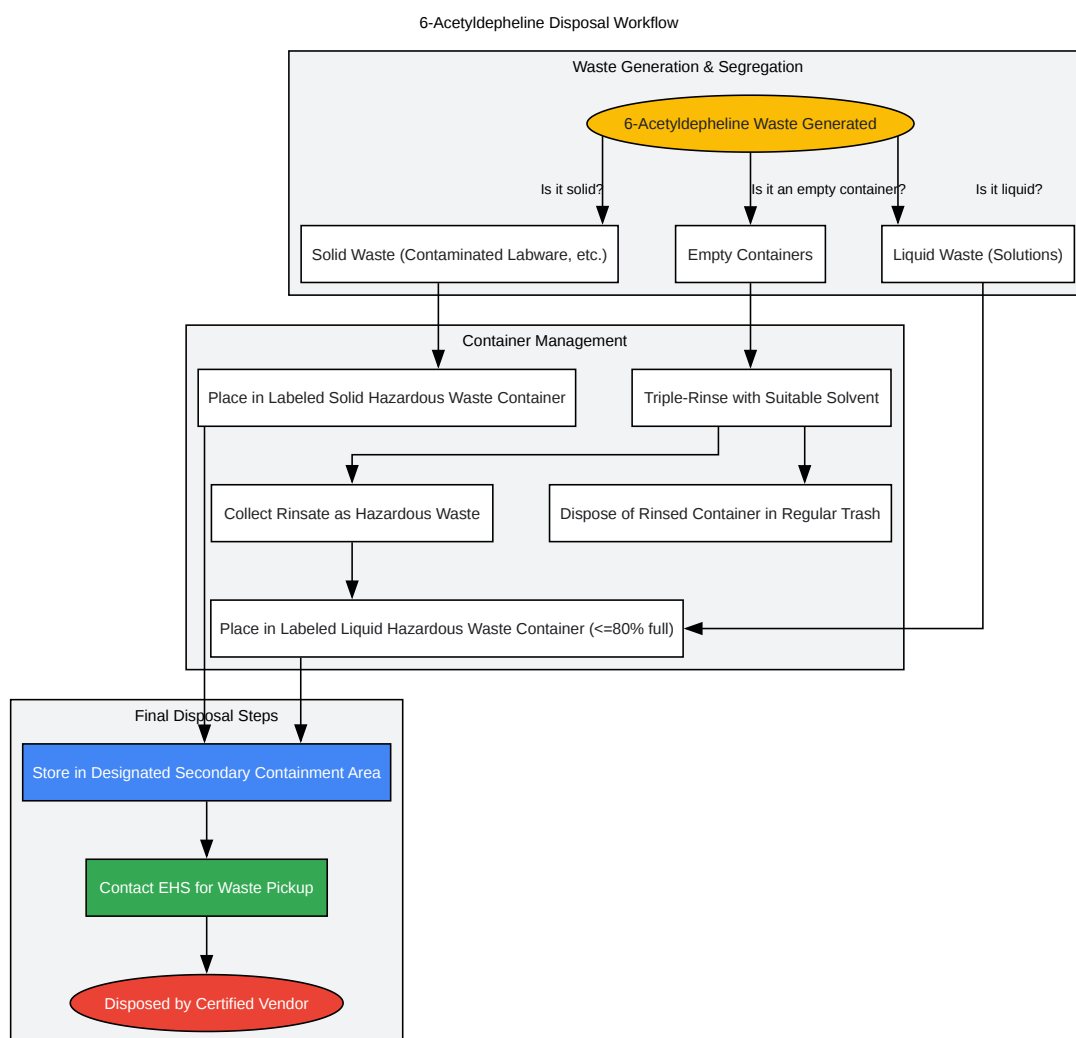 6-Acetyldepheline Disposal Workflow
Waste Generation & Segregation
6-Acetyldepheline Waste Generated
Is it solid?
Is it an empty container?
Is it liquid?
Solid Waste (Contaminated Labware, etc.)
Empty Containers
Liquid Waste (Solutions)
Container Management
Place in Labeled Solid Hazardous Waste Container
Triple-Rinse with Suitable Solvent
Collect Rinsate as Hazardous Waste
Dispose of Rinsed Container in Regular Trash
Place in Labeled Liquid Hazardous Waste Container (<=80% full)
Final Disposal Steps
Store in Designated Secondary Containment Area
Contact EHS for Waste Pickup
Disposed by Certified Vendor